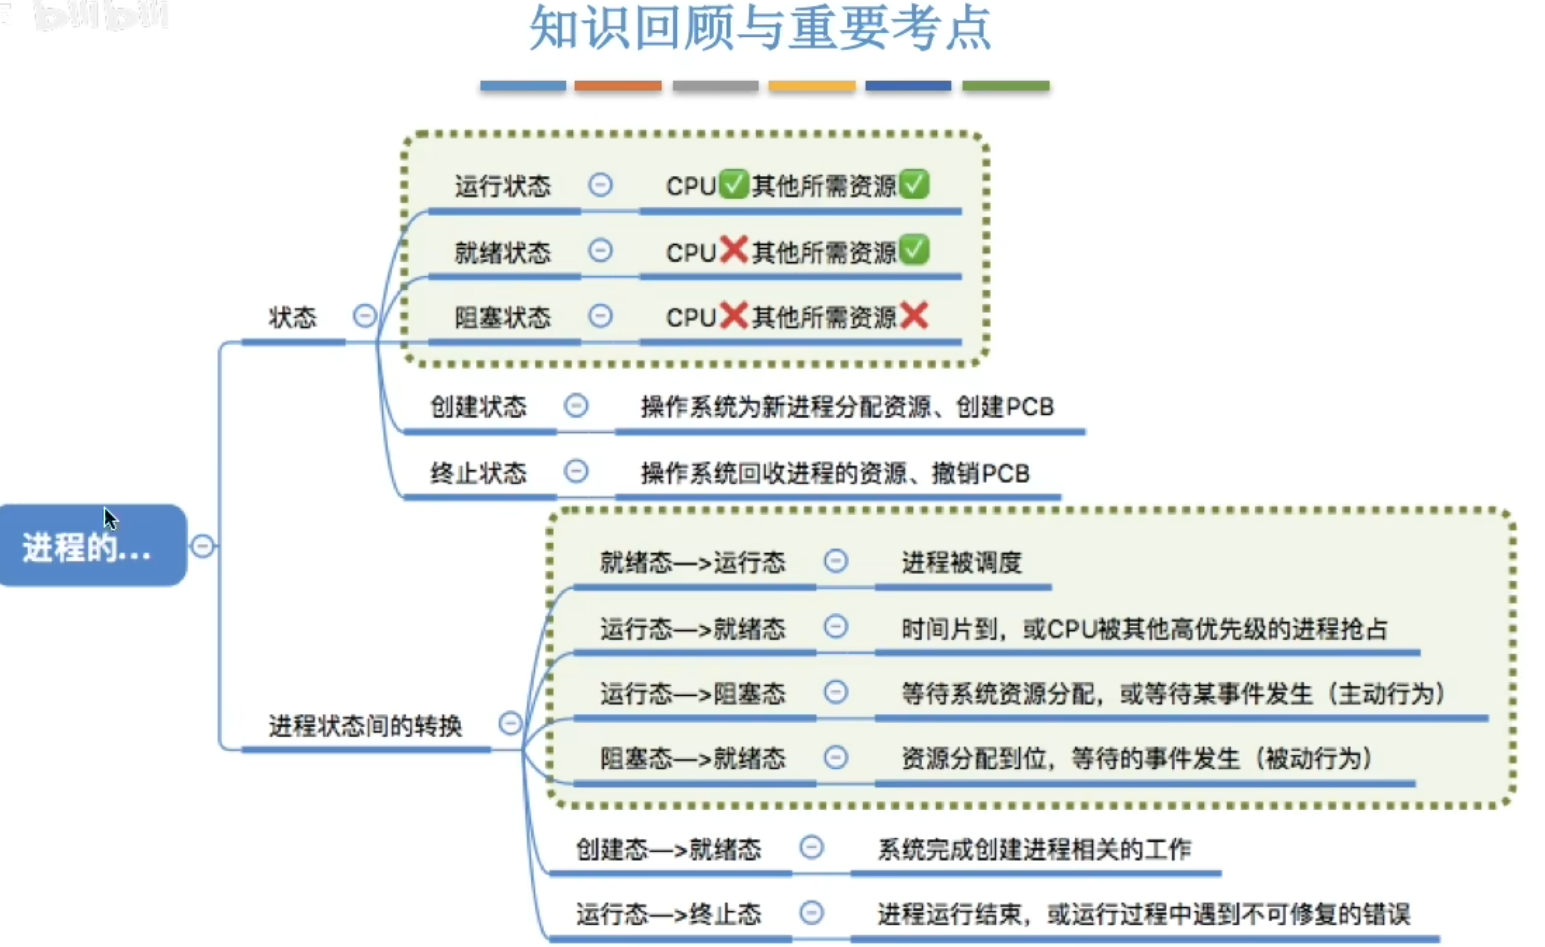 bilibili
知识回顾与重要考点
运行状态 CPU✅其他所需资源✅
就绪状态 CPU❌其他所需资源✅
状态 阻塞状态 CPU❌其他所需资源❌
创建状态 操作系统为新进程分配资源、创建PCB
终止状态 操作系统回收进程的资源、撤销PCB
进程的...
就绪态—>运行态 进程被调度
运行态—>就绪态 时间片到，或CPU被其他高优先级的进程抢占
运行态—>阻塞态 等待系统资源分配，或等待某事件发生（主动行为）
进程状态间的转换
阻塞态—>就绪态 资源分配到位，等待的事件发生（被动行为）
创建态—>就绪态 系统完成创建进程相关的工作
运行态—>终止态 进程运行结束，或运行过程中遇到不可修复的错误